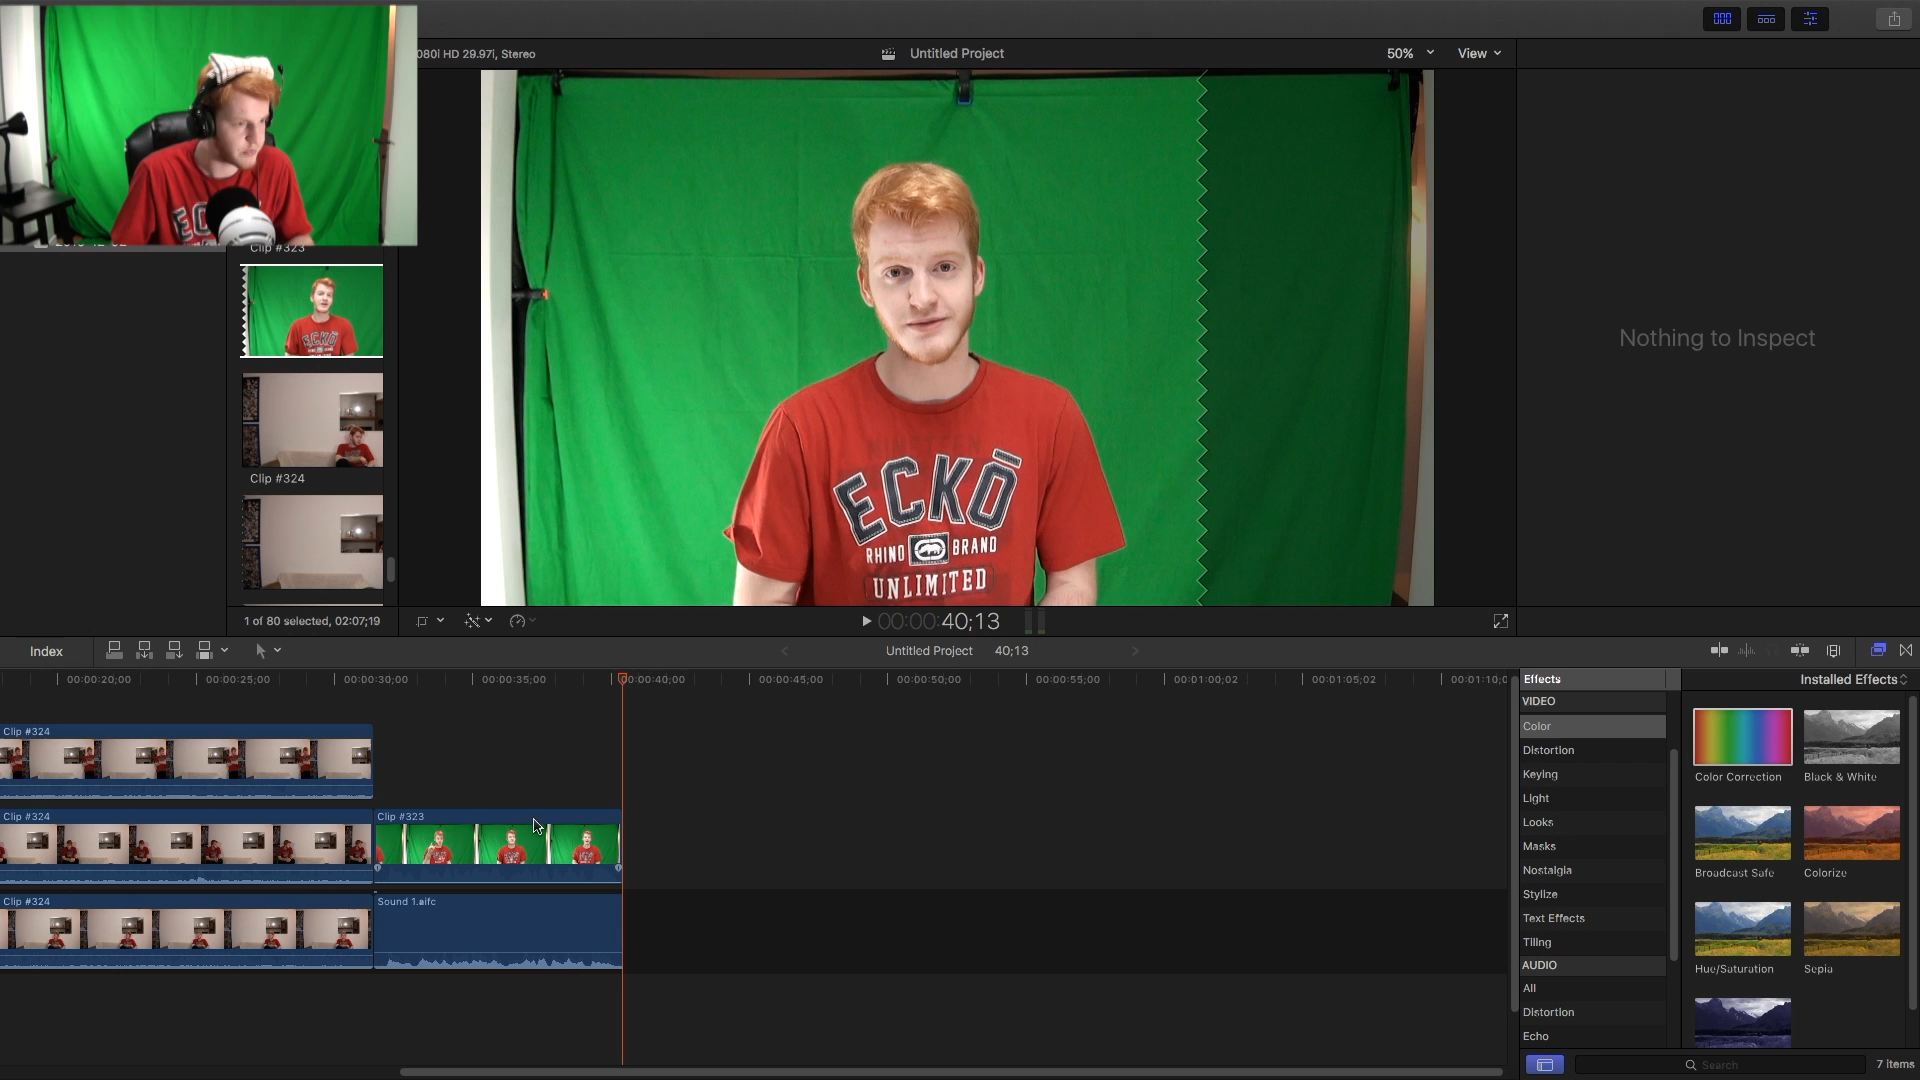 080i HD 29.97i, Stereo
Untitled Project
50%
View
Clip #323
ECKŌ
RHINO BRAND
UNLIMITED
Nothing to Inspect
Clip #324
1 of 80 selected, 02:07;19
00:00:40;13
Index
Untitled Project 40;13
00:00:20;00
00:00:25;00
00:00:30;00
00:00:35;00
00:00:40;00
00:00:45;00
00:00:50;00
00:00:55;00
00:01:00;02
00:01:05;02
00:01:10;0
Clip #324
Clip #324
Clip #323
Clip #324
Sound 1.aifc
Effects
Installed Effects
VIDEO
Color
Distortion
Keying
Light
Looks
Masks
Nostalgia
Stylize
Text Effects
Tiling
AUDIO
All
Distortion
Echo
Color Correction
Black & White
Broadcast Safe
Colorize
Hue/Saturation
Sepia
Search
7 items